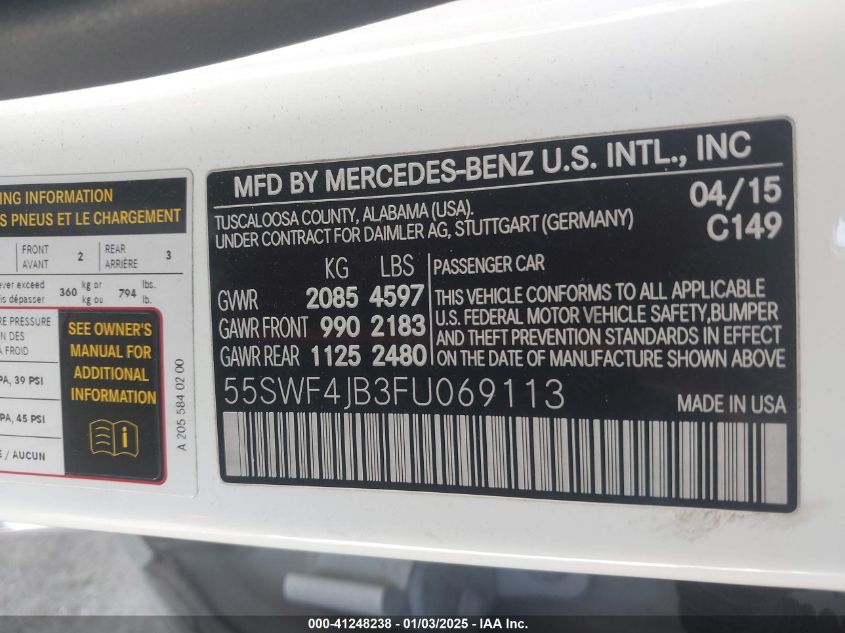 ING INFORMATION
S PNEUS ET LE CHARGEMENT
FRONT
AVANT
2
REAR
ARRIÈRE
3
ever exceed
is dépasser
360
kg or
kg ou
794
lbs.
lb.
RE PRESSURE
ON DES
A FROID
PA, 39 PSI
PA, 45 PSI
E / AUCUN
SEE OWNER'S
MANUAL FOR
ADDITIONAL
INFORMATION
A 205 584 02 00
MFD BY MERCEDES-BENZ U.S. INTL., INC
TUSCALOOSA COUNTY, ALABAMA (USA).
UNDER CONTRACT FOR DAIMLER AG, STUTTGART (GERMANY)
04/15
C149
KG LBS
GVWR 2085 4597
GAWR FRONT 990 2183
GAWR REAR 1125 2480
PASSENGER CAR
THIS VEHICLE CONFORMS TO ALL APPLICABLE
U.S. FEDERAL MOTOR VEHICLE SAFETY,BUMPER
AND THEFT PREVENTION STANDARDS IN EFFECT
ON THE DATE OF MANUFACTURE SHOWN ABOVE
55SWF4JB3FU069113
MADE IN USA
000-41248238 - 01/03/2025 - IAA Inc.